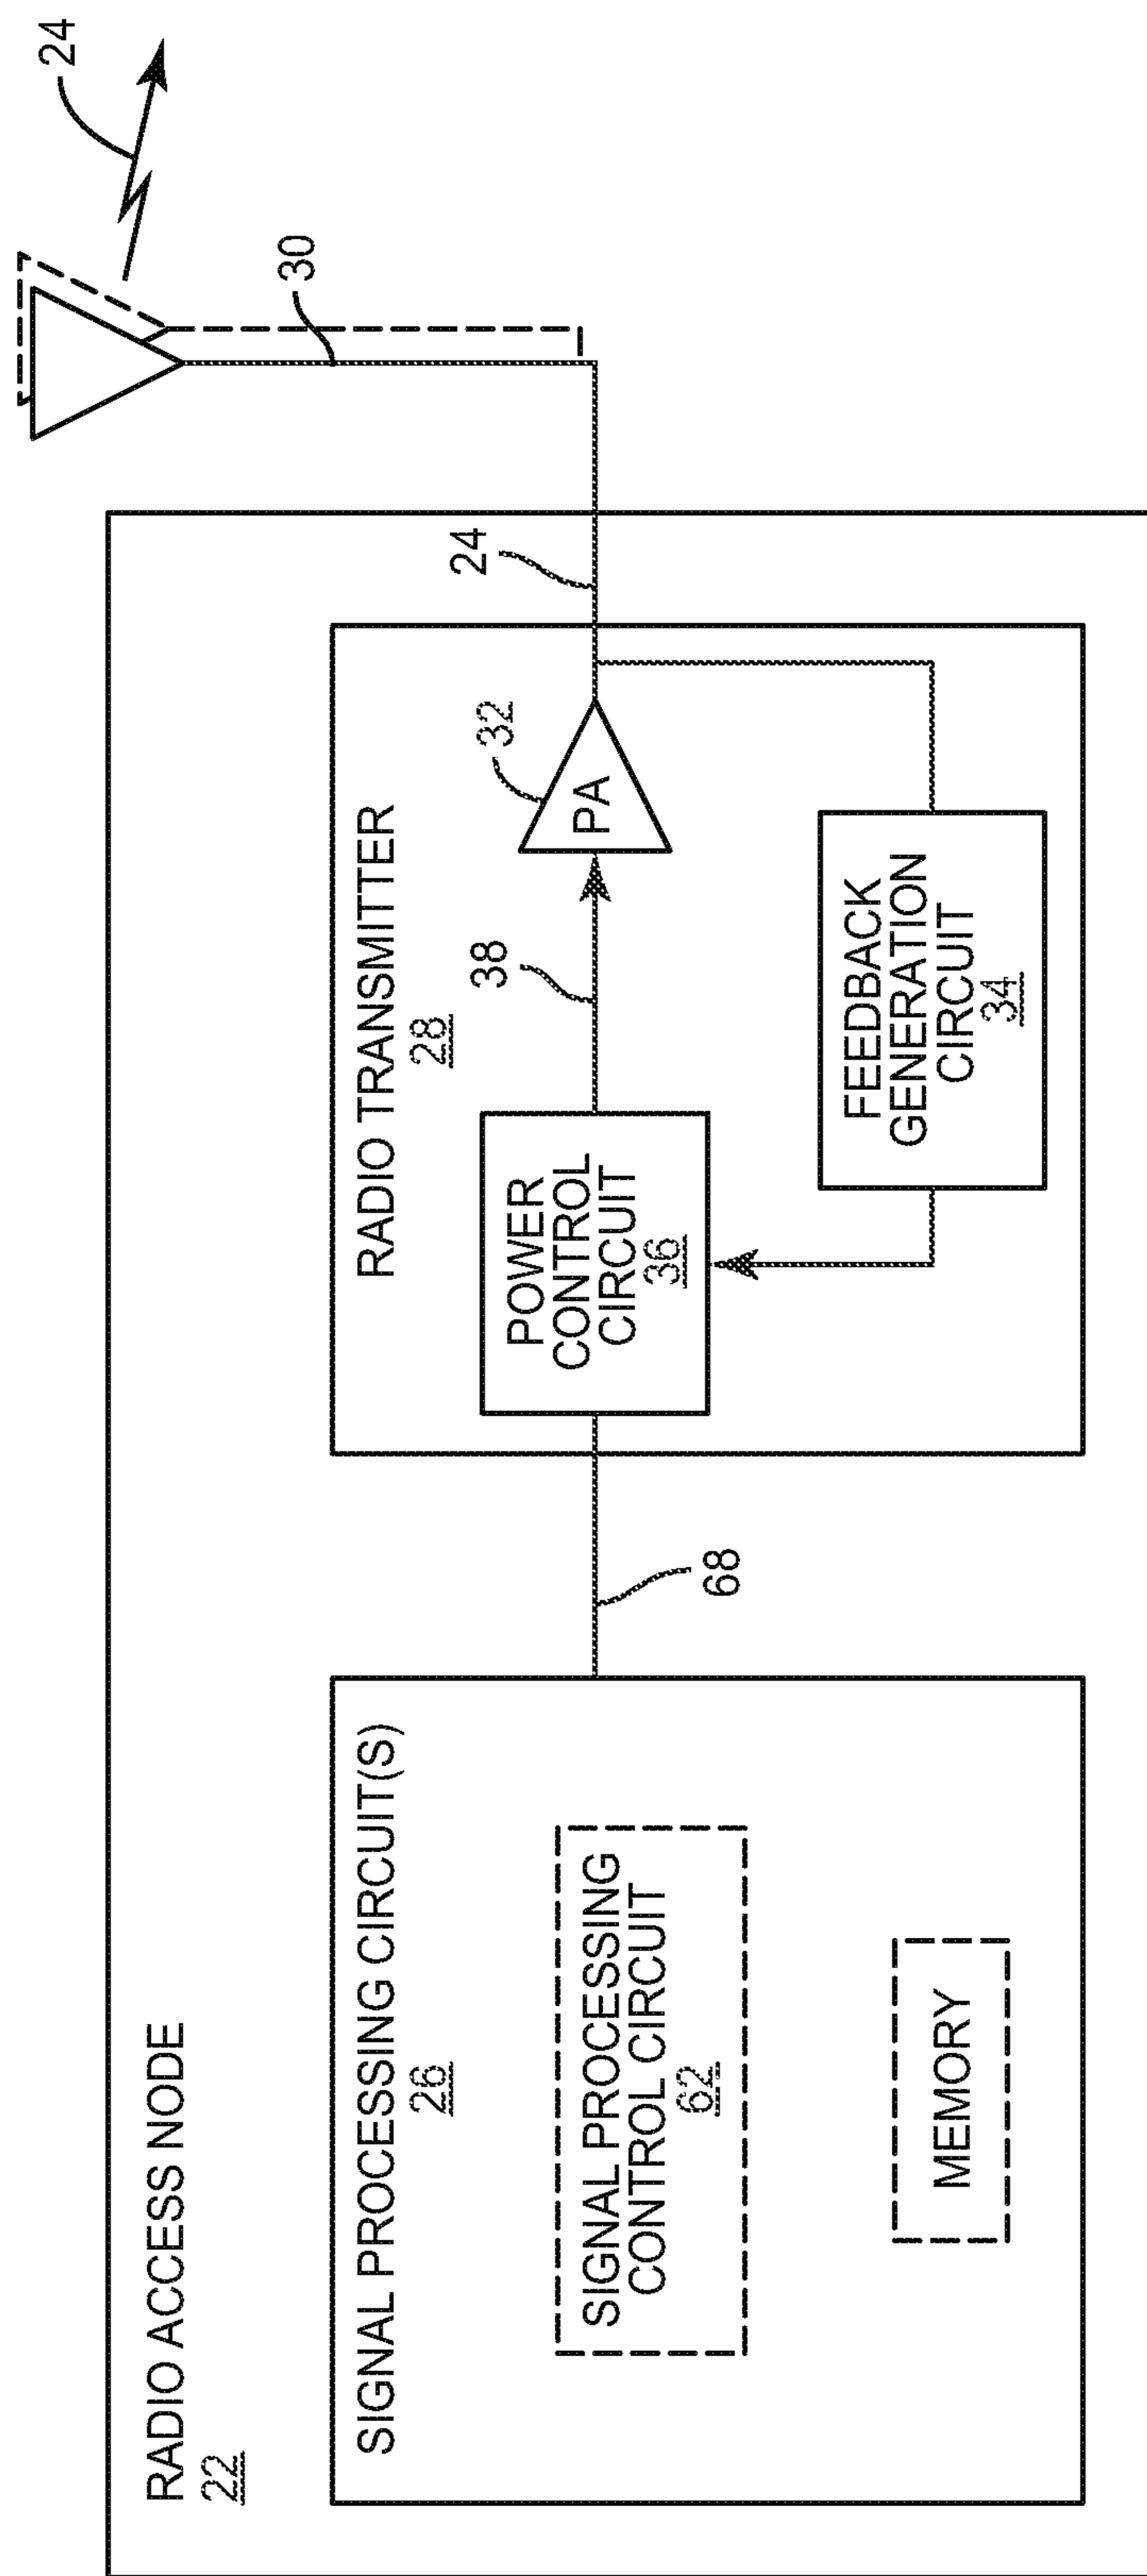 RADIO ACCESS NODE
22
SIGNAL PROCESSING CIRCUIT(S)
26
SIGNAL PROCESSING
CONTROL CIRCUIT
62
MEMORY
68
RADIO TRANSMITTER
28
POWER
CONTROL
CIRCUIT
36
38
PA
32
FEEDBACK
GENERATION
CIRCUIT
34
24
30
24